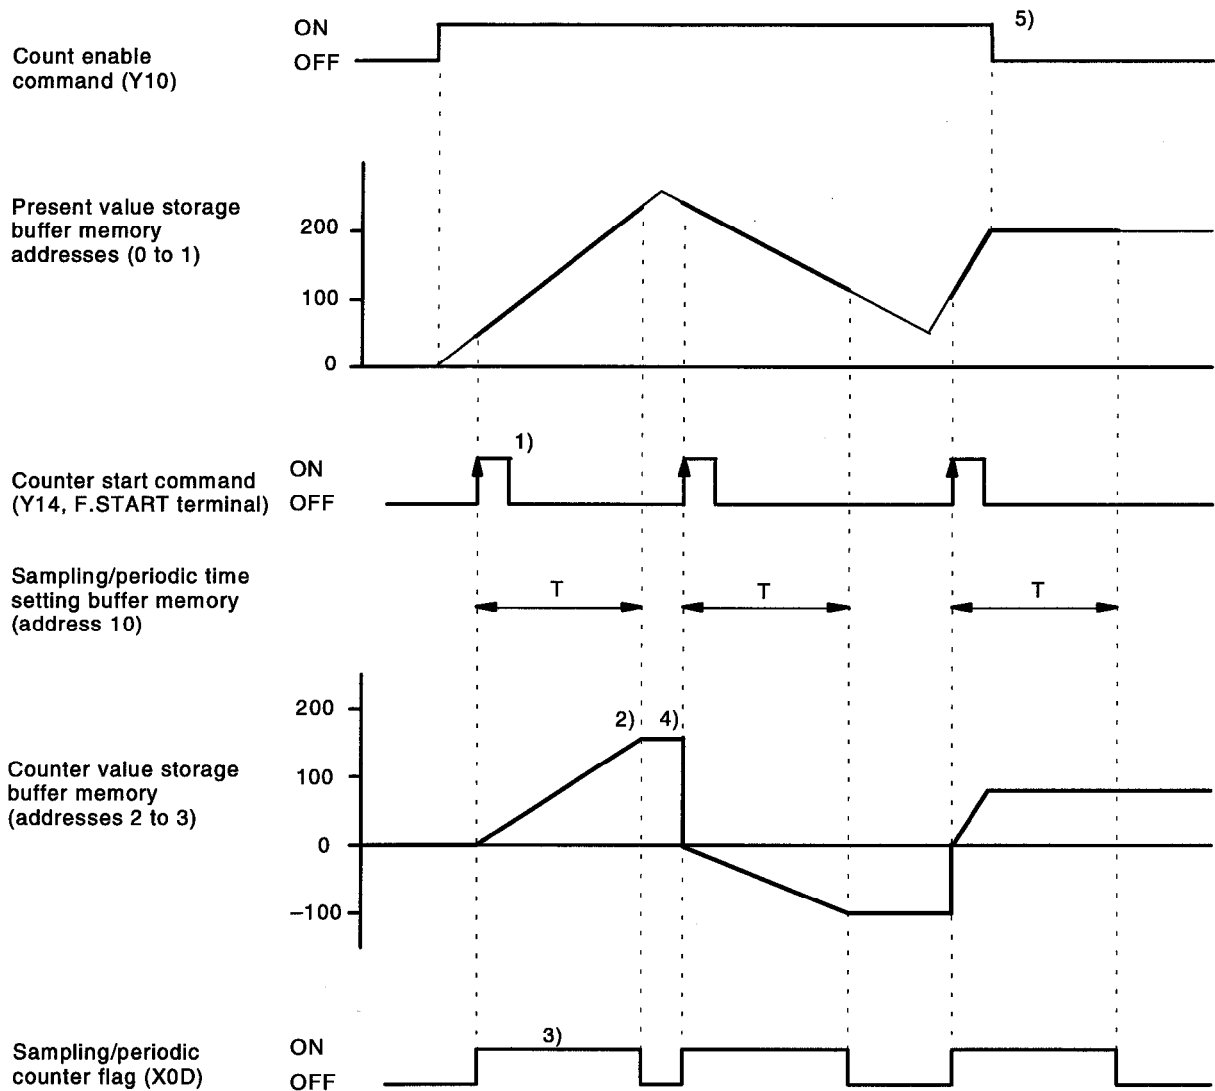 ON
5)
Count enable
command (Y10)
OFF
Present value storage
buffer memory
addresses (0 to 1)
200
100
0
1)
Counter start command
(Y14, F.START terminal)
ON
OFF
Sampling/periodic time
setting buffer memory
(address 10)
T
T
T
200
2)
4)
Counter value storage
buffer memory
(addresses 2 to 3)
100
0
−100
3)
Sampling/periodic
counter flag (X0D)
ON
OFF